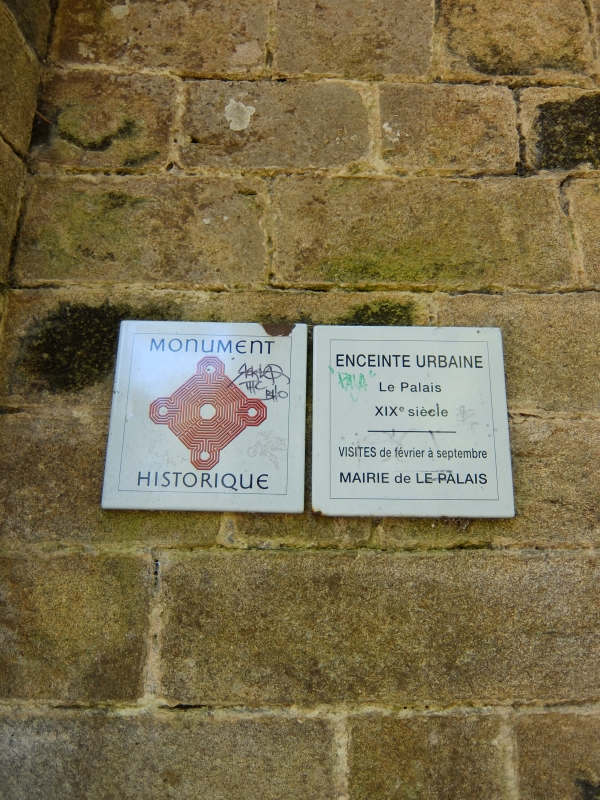 MONUMENT
HISTORIQUE
ENCEINTE URBAINE
Le Palais
XIXe siècle
VISITES de février à septembre
MAIRIE de LE PALAIS